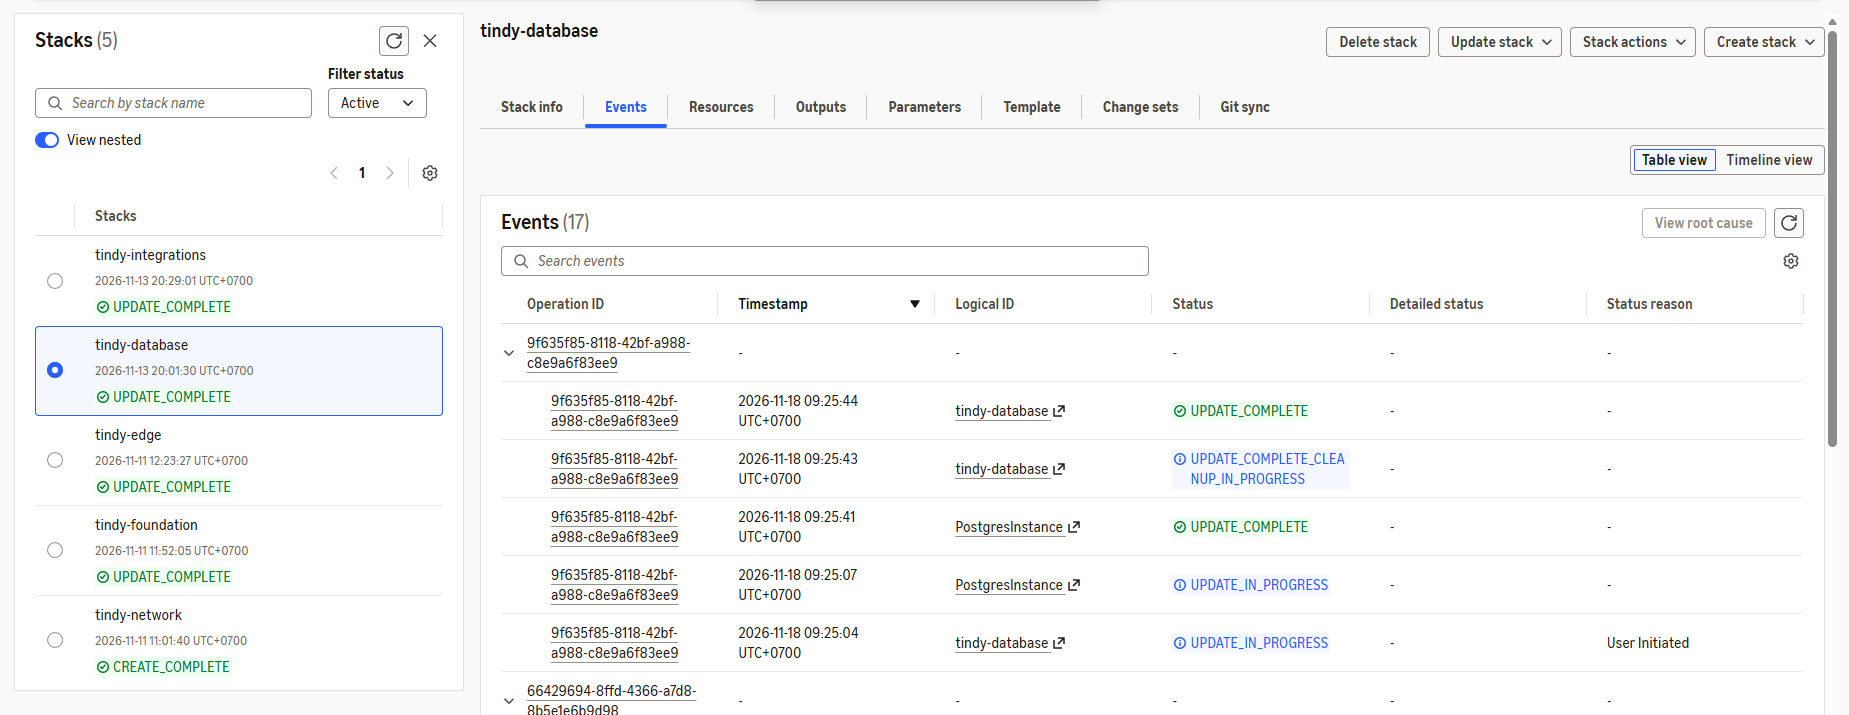 Stacks (5)
Filter status
Search by stack name
Active
View nested
1
Stacks
tindy-integrations
2026-11-13 20:29:01 UTC+0700
UPDATE_COMPLETE
tindy-database
2026-11-13 20:01:30 UTC+0700
UPDATE_COMPLETE
tindy-edge
2026-11-11 12:23:27 UTC+0700
UPDATE_COMPLETE
tindy-foundation
2026-11-11 11:52:05 UTC+0700
UPDATE_COMPLETE
tindy-network
2026-11-11 11:01:40 UTC+0700
CREATE_COMPLETE
tindy-database
Delete stack
Update stack
Stack actions
Create stack
Stack info
Events
Resources
Outputs
Parameters
Template
Change sets
Git sync
Table view
Timeline view
Events (17)
View root cause
Search events
Operation ID
Timestamp
Logical ID
Status
Detailed status
Status reason
9f635f85-8118-42bf-a988-
c8e9a6f83ee9
-
-
-
-
-
9f635f85-8118-42bf-
a988-c8e9a6f83ee9
2026-11-18 09:25:44
UTC+0700
tindy-database
UPDATE_COMPLETE
-
-
9f635f85-8118-42bf-
a988-c8e9a6f83ee9
2026-11-18 09:25:43
UTC+0700
tindy-database
UPDATE_COMPLETE_CLEA
NUP_IN_PROGRESS
-
-
9f635f85-8118-42bf-
a988-c8e9a6f83ee9
2026-11-18 09:25:41
UTC+0700
PostgresInstance
UPDATE_COMPLETE
-
-
9f635f85-8118-42bf-
a988-c8e9a6f83ee9
2026-11-18 09:25:07
UTC+0700
PostgresInstance
UPDATE_IN_PROGRESS
-
-
9f635f85-8118-42bf-
a988-c8e9a6f83ee9
2026-11-18 09:25:04
UTC+0700
tindy-database
UPDATE_IN_PROGRESS
-
User Initiated
66429694-8ffd-4366-a7d8-
8b5e1e6b9d98
-
-
-
-
-